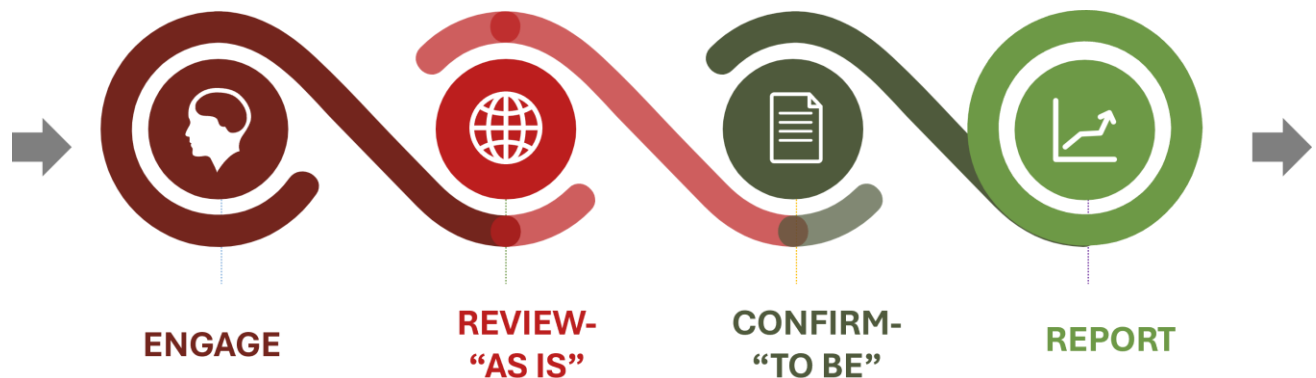 ENGAGE
REVIEW-
“AS IS”
CONFIRM-
“TO BE”
REPORT